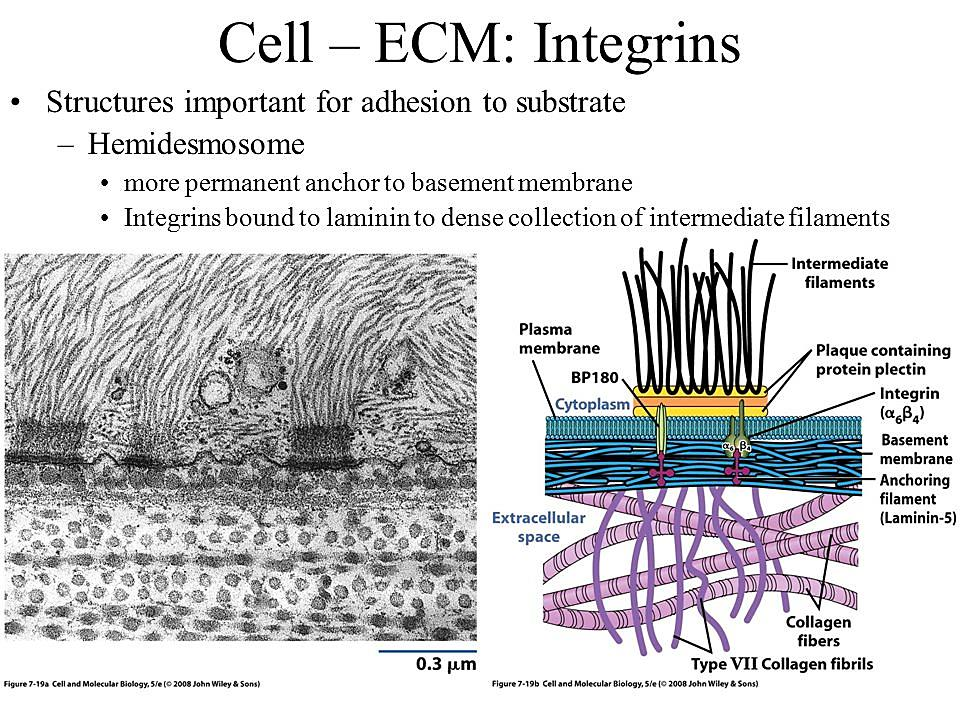 Cell – ECM: Integrins
• Structures important for adhesion to substrate
– Hemidesmosome
• more permanent anchor to basement membrane
• Integrins bound to laminin to dense collection of intermediate filaments
Intermediate
filaments
Plasma
membrane
Plaque containing
protein plectin
BP180
Integrin
(α6β4)
Cytoplasm
α6 β4
Basement
membrane
Anchoring
filament
(Laminin-5)
Extracellular
space
Collagen
fibers
0.3 μm
Type VII Collagen fibrils
Figure 7-19a Cell and Molecular Biology, 5/e (© 2008 John Wiley & Sons)
Figure 7-19b Cell and Molecular Biology, 5/e (© 2008 John Wiley & Sons)